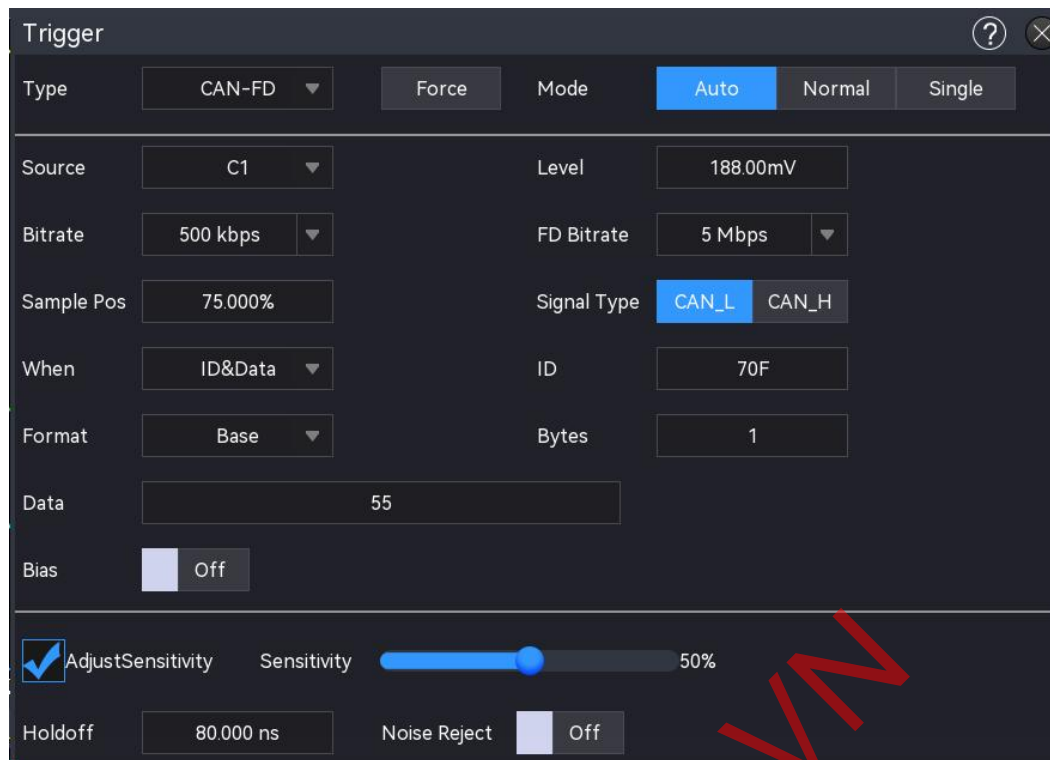 Trigger ?
Type CAN-FD Force Mode Auto Normal Single
Source C1 Level 188.00mV
Bitrate 500 kbps FD Bitrate 5 Mbps
Sample Pos 75.000% Signal Type CAN_L CAN_H
When ID&Data ID 70F
Format Base Bytes 1
Data 55
Bias Off
AdjustSensitivity Sensitivity 50%
Holdoff 80.000 ns Noise Reject Off
VN